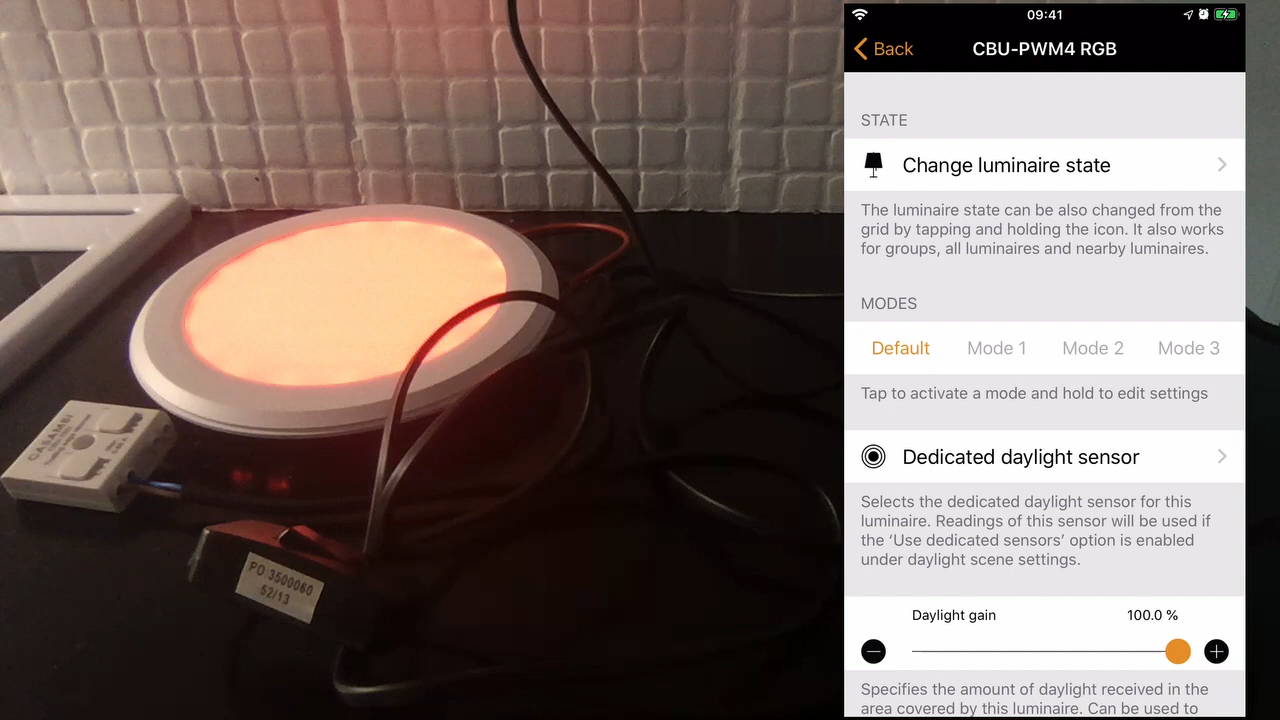 CASAMBI
PO:3500060
52/13
09:41
Back
CBU-PWM4 RGB
STATE
Change luminaire state
The luminaire state can be also changed from the
grid by tapping and holding the icon. It also works
for groups, all luminaires and nearby luminaires.
MODES
Default Mode 1 Mode 2 Mode 3
Tap to activate a mode and hold to edit settings
Dedicated daylight sensor
Selects the dedicated daylight sensor for this
luminaire. Readings of this sensor will be used if
the ‘Use dedicated sensors’ option is enabled
under daylight scene settings.
Daylight gain 100.0 %
Specifies the amount of daylight received in the
area covered by this luminaire. Can be used to